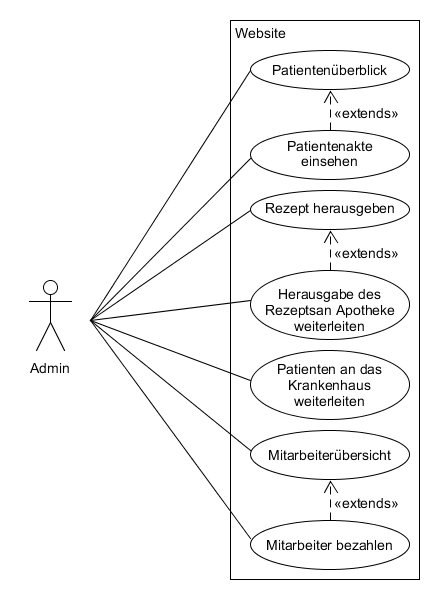 Website
Patientenüberblick
«extends»
Patientenakte
einsehen
Rezept herausgeben
«extends»
Herausgabe des
Rezeptsan Apotheke
weiterleiten
Admin
Patienten an das
Krankenhaus
weiterleiten
Mitarbeiterübersicht
«extends»
Mitarbeiter bezahlen